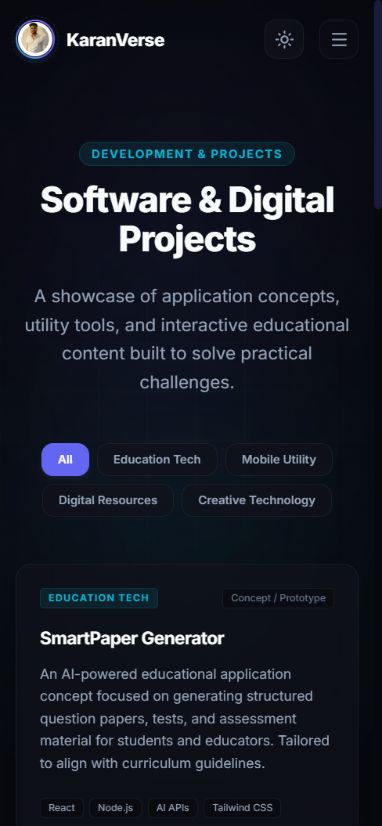 KaranVerse
DEVELOPMENT & PROJECTS
Software & Digital
Projects
A showcase of application concepts,
utility tools, and interactive educational
content built to solve practical
challenges.
All
Education Tech
Mobile Utility
Digital Resources
Creative Technology
EDUCATION TECH
Concept / Prototype
SmartPaper Generator
An AI-powered educational application
concept focused on generating structured
question papers, tests, and assessment
material for students and educators. Tailored
to align with curriculum guidelines.
React
Node.js
AI APIs
Tailwind CSS